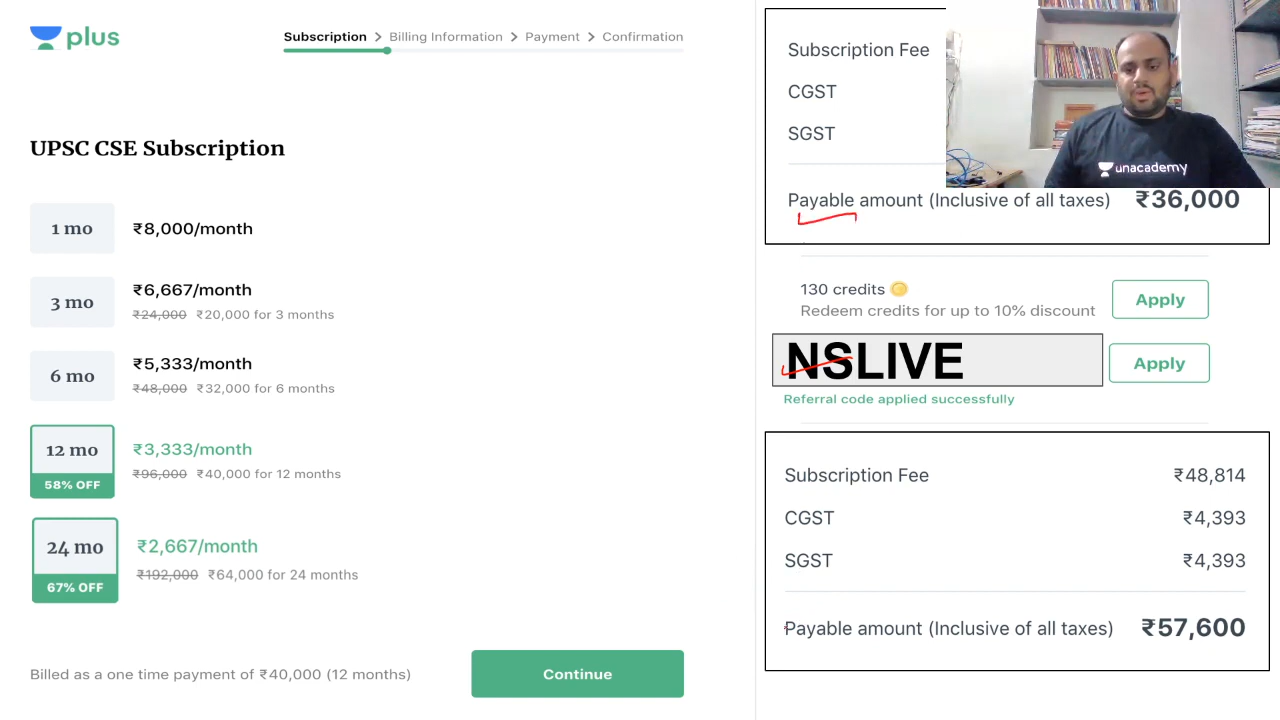 plus
Subscription > Billing Information > Payment > Confirmation
UPSC CSE Subscription
1 mo ₹8,000/month
3 mo ₹6,667/month
₹24,000 ₹20,000 for 3 months
6 mo ₹5,333/month
₹48,000 ₹32,000 for 6 months
12 mo ₹3,333/month
₹96,000 ₹40,000 for 12 months
58% OFF
24 mo ₹2,667/month
₹192,000 ₹64,000 for 24 months
67% OFF
Billed as a one time payment of ₹40,000 (12 months)
Continue
Subscription Fee
CGST
SGST
unacademy
Payable amount (Inclusive of all taxes) ₹36,000
130 credits
Redeem credits for up to 10% discount
Apply
NSLIVE
Apply
Referral code applied successfully
Subscription Fee ₹48,814
CGST ₹4,393
SGST ₹4,393
Payable amount (Inclusive of all taxes) ₹57,600